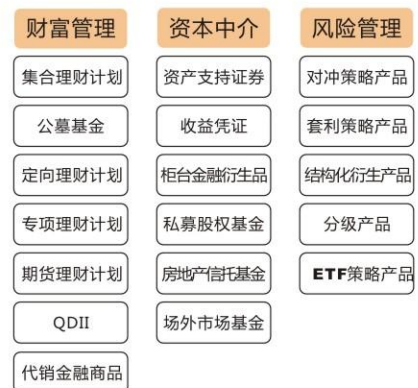 财富管理
集合理财计划
公墓基金
定向理财计划
专项理财计划
期货理财计划
QDII
代销金融商品
资本中介
资产支持证券
收益凭证
柜台金融衍生品
私募股权基金
房地产信托基金
场外市场基金
风险管理
对冲策略产品
套利策略产品
结构化衍生产品
分级产品
ETF策略产品